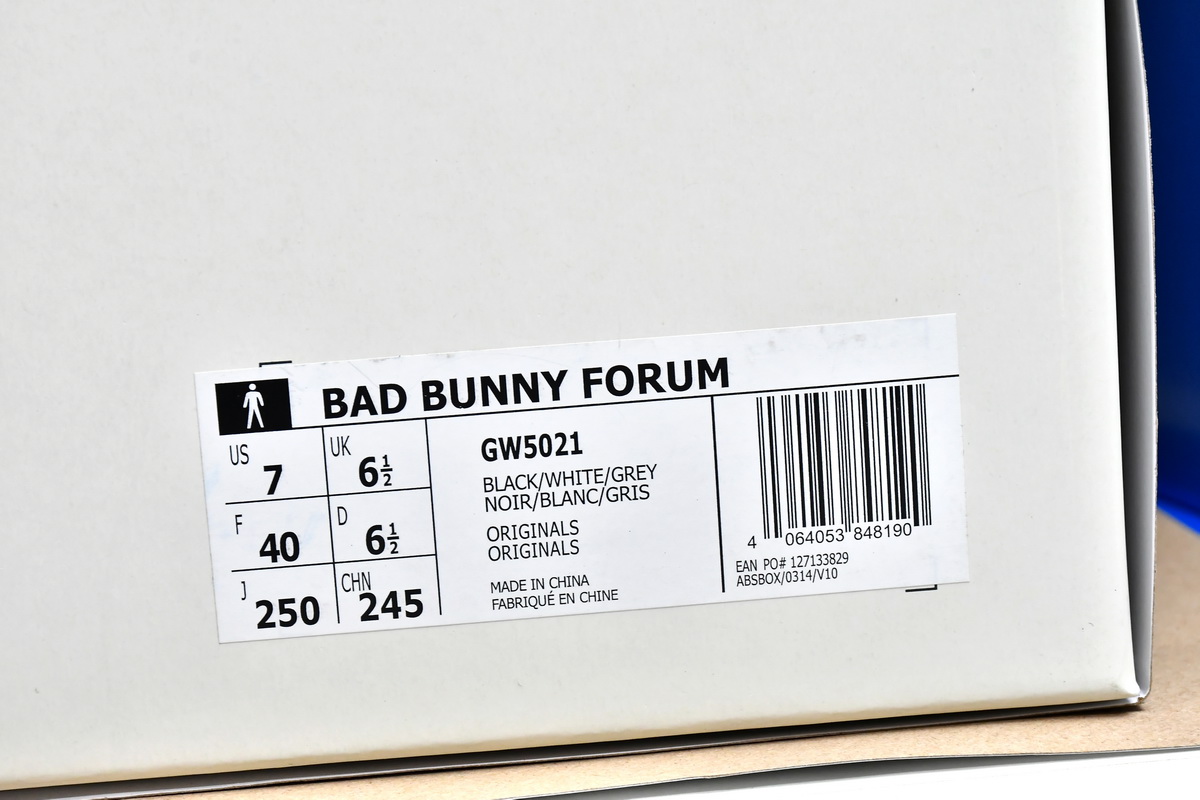 BAD BUNNY FORUM
US 7
UK 6½
F 40
D 6½
J 250
CHN 245
GW5021
BLACK/WHITE/GREY
NOIR/BLANC/GRIS
ORIGINALS
ORIGINALS
MADE IN CHINA
FABRIQUÉ EN CHINE
4 064053 848190
EAN PO# 127133829
ABSBOX/0314/V10